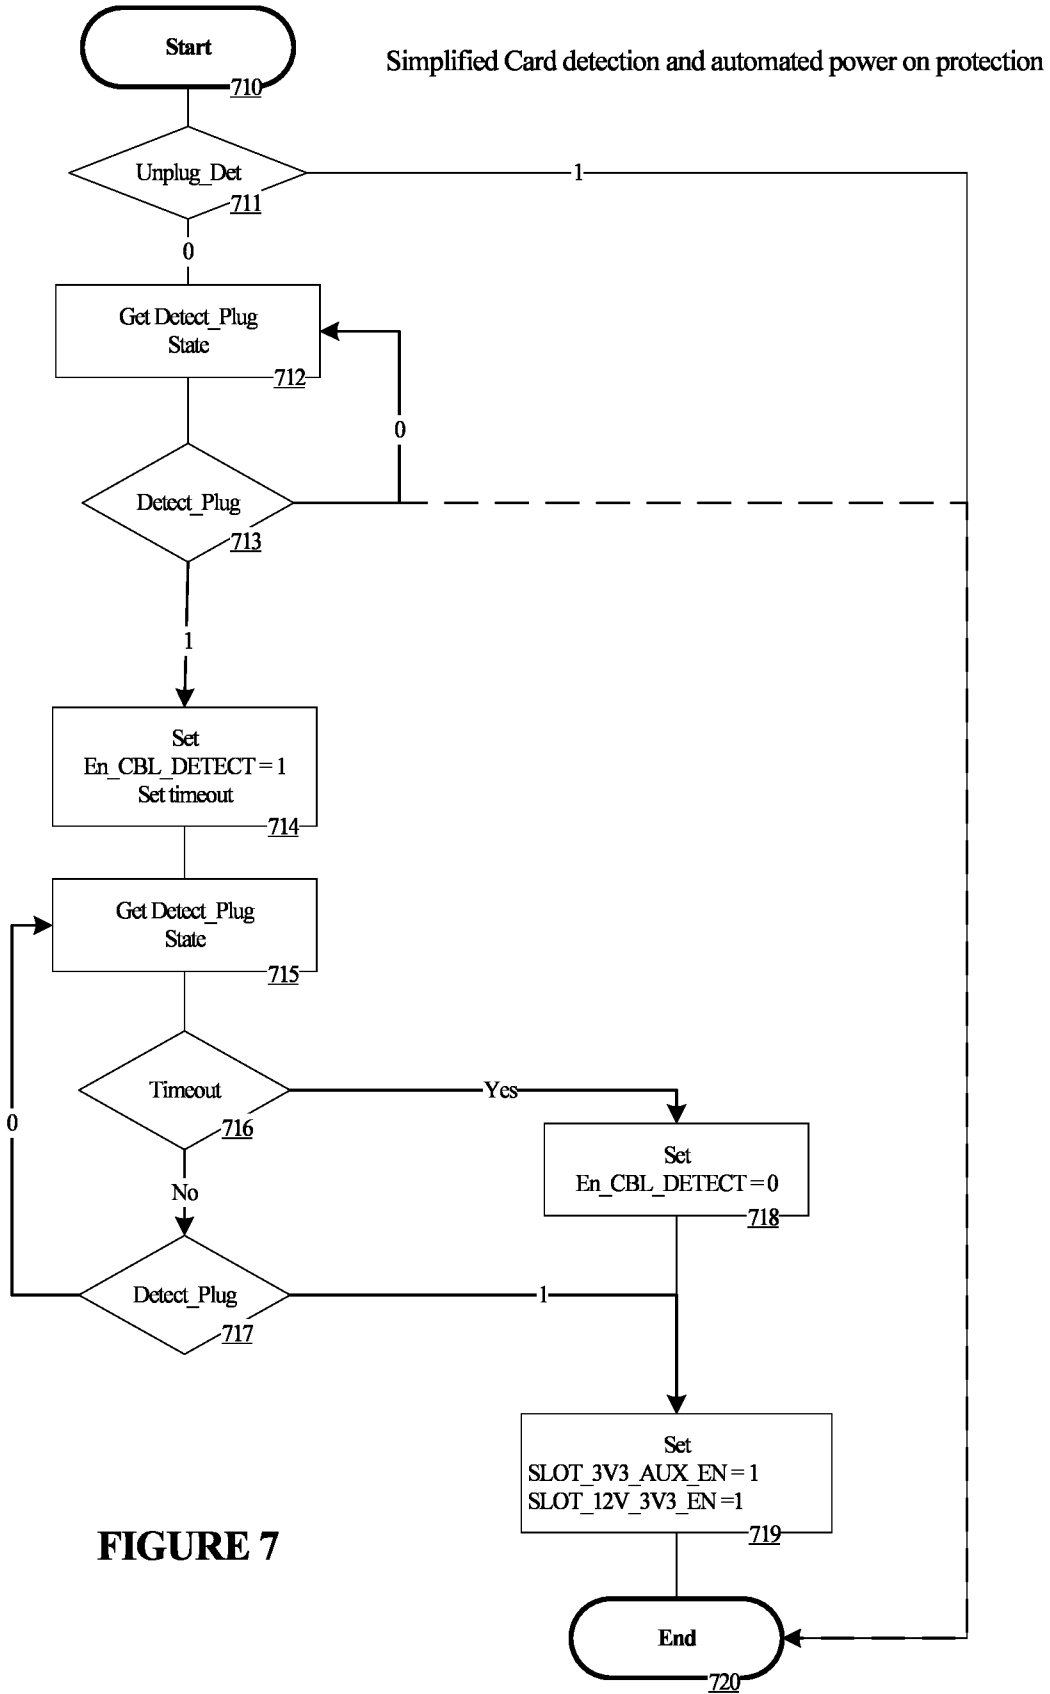 Start
710
Simplified Card detection and automated power on protection
Unplug_Det
711
1
0
Get Detect_Plug
State
712
0
Detect_Plug
713
1
Set
En_CBL_DETECT = 1
Set timeout
714
Get Detect_Plug
State
715
Timeout
716
Yes
0
No
Set
En_CBL_DETECT = 0
718
Detect_Plug
717
1
Set
SLOT_3V3_AUX_EN = 1
SLOT_12V_3V3_EN =1
719
FIGURE 7
End
720